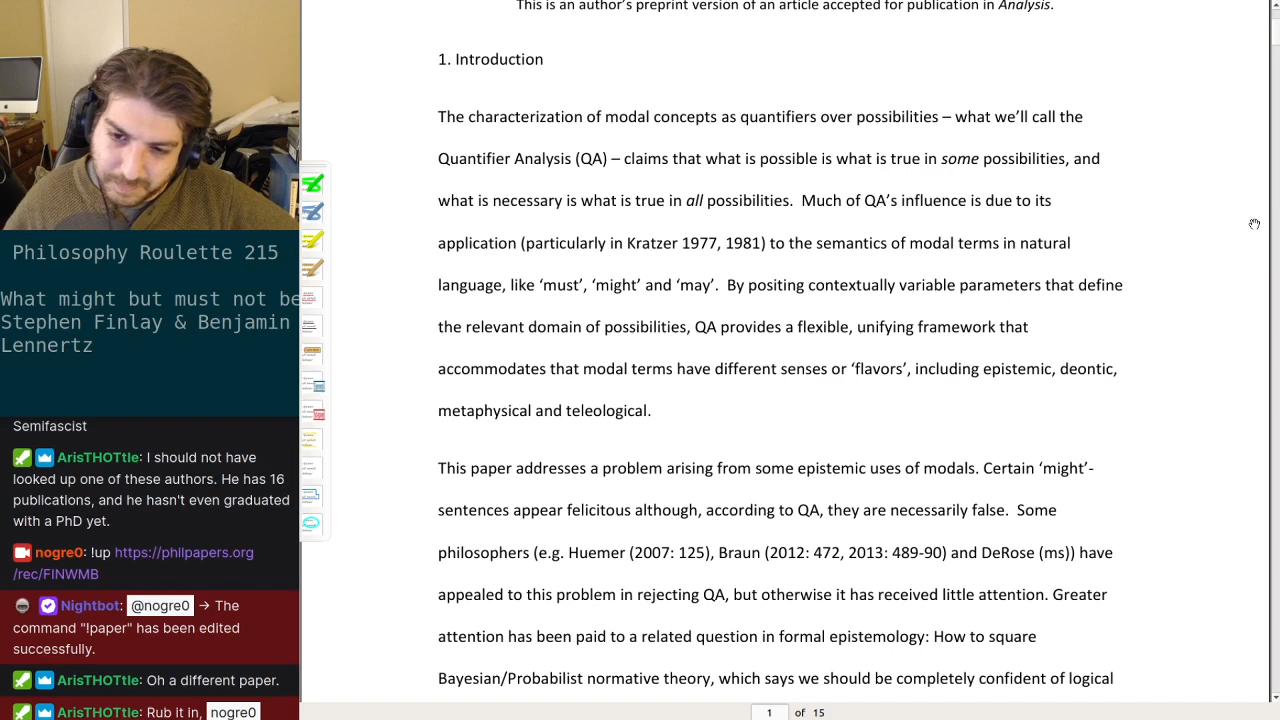 This is an author's preprint version of an article accepted for publication in Analysis.
1. Introduction
The characterization of modal concepts as quantifiers over possibilities – what we'll call the
Quantifier Analysis (QA) – claims that what is possible is what is true in some possibilities, and
what is necessary is what is true in all possibilities.  Much of QA's influence is due to its
application (particularly in Kratzer 1977, 1981) to the semantics of modal terms in natural
language, like 'must', 'might' and 'may'.  By positing contextually variable parameters that define
the relevant domain of possibilities, QA provides a flexible, unifying framework that
accommodates that modal terms have different senses or 'flavors', including epistemic, deontic,
metaphysical and teleological.
This paper addresses a problem arising from some epistemic uses of modals. Certain 'might'-
sentences appear felicitous although, according to QA, they are necessarily false.  Some
philosophers (e.g. Huemer (2007: 125), Braun (2012: 472, 2013: 489-90) and DeRose (ms)) have
appealed to this problem in rejecting QA, but otherwise it has received little attention. Greater
attention has been paid to a related question in formal epistemology: How to square
Bayesian/Probabilist normative theory, which says we should be completely confident of logical
1 of 15
Philosophy Roulette 215
What might but must not be
Stephen Finlay & Benjamin
Lennertz
Semifascist
ArisTHOTtle: I should not have
looked up one of these authors. He has 16
publications, and he hasn't even graduated
with a PhD yet.
nogre0: !up https://philpapers.org
/rec/FINWMB
Nightbot: @nogre0 → The
command "!paper" has been edited
successfully.
ArisTHOTtle: Oh a different paper.
ArisTHOTtle: Rub it in, nogre0